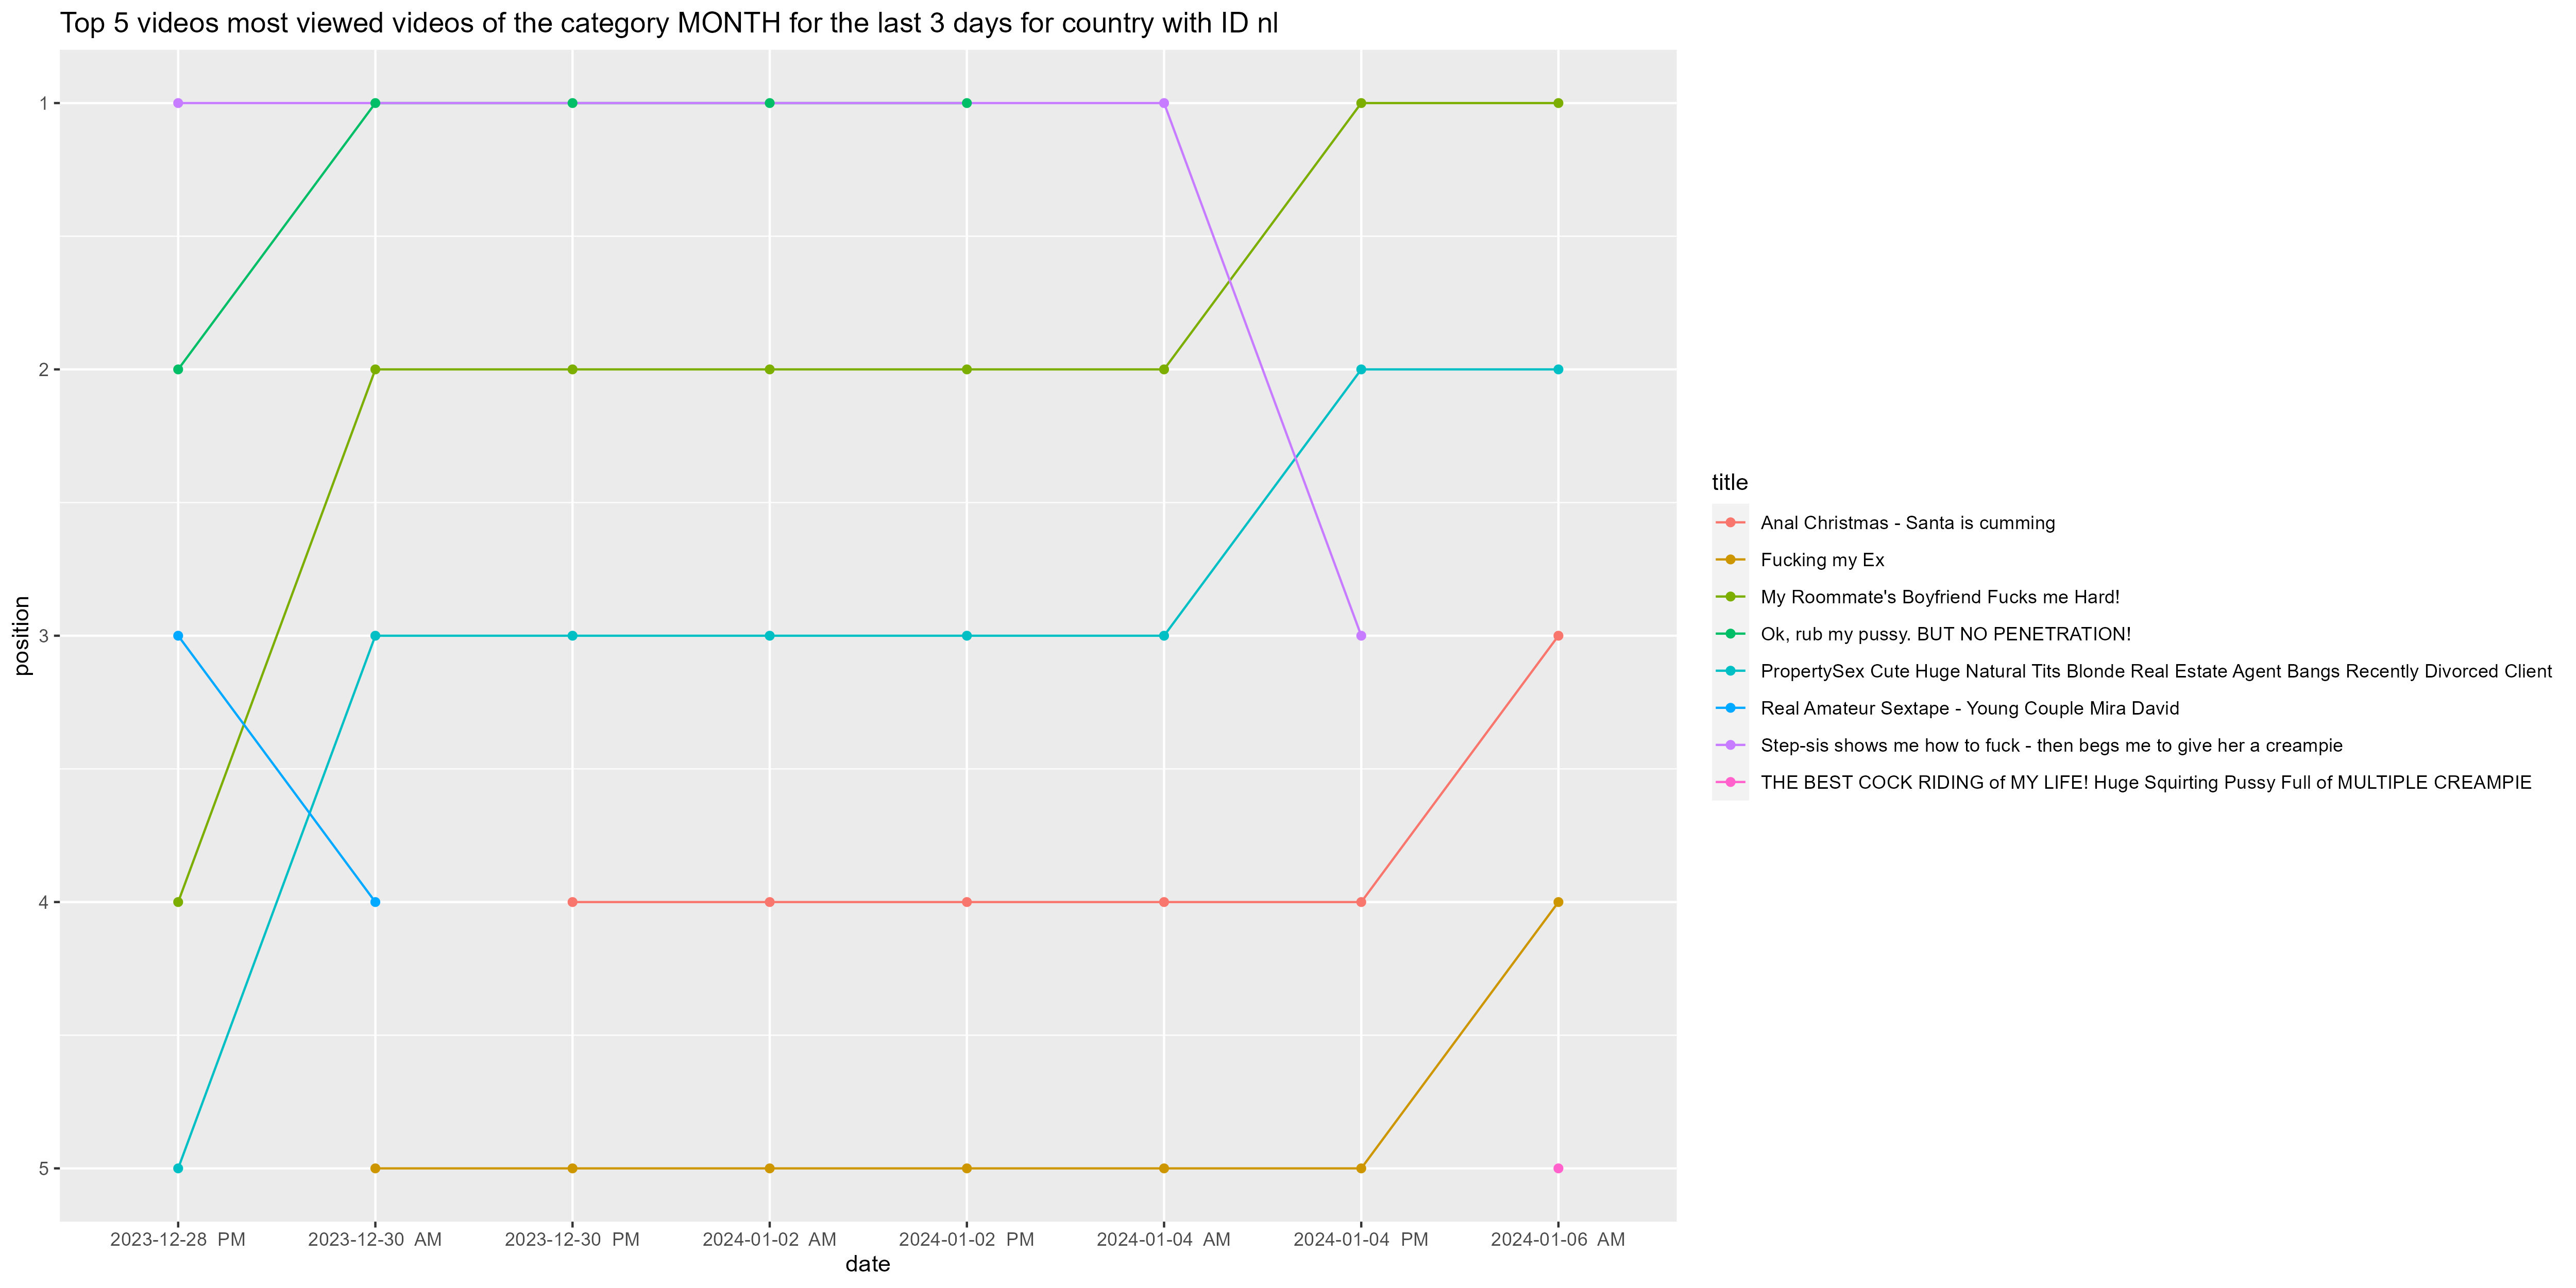 Top 5 videos most viewed videos of the category MONTH for the last 3 days for country with ID nl
position
1
2
3
4
5
2023-12-28 PM
2023-12-30 AM
2023-12-30 PM
2024-01-02 AM
2024-01-02 PM
2024-01-04 AM
2024-01-04 PM
2024-01-06 AM
date
title
Anal Christmas - Santa is cumming
Fucking my Ex
My Roommate's Boyfriend Fucks me Hard!
Ok, rub my pussy. BUT NO PENETRATION!
PropertySex Cute Huge Natural Tits Blonde Real Estate Agent Bangs Recently Divorced Client
Real Amateur Sextape - Young Couple Mira David
Step-sis shows me how to fuck - then begs me to give her a creampie
THE BEST COCK RIDING of MY LIFE! Huge Squirting Pussy Full of MULTIPLE CREAMPIE